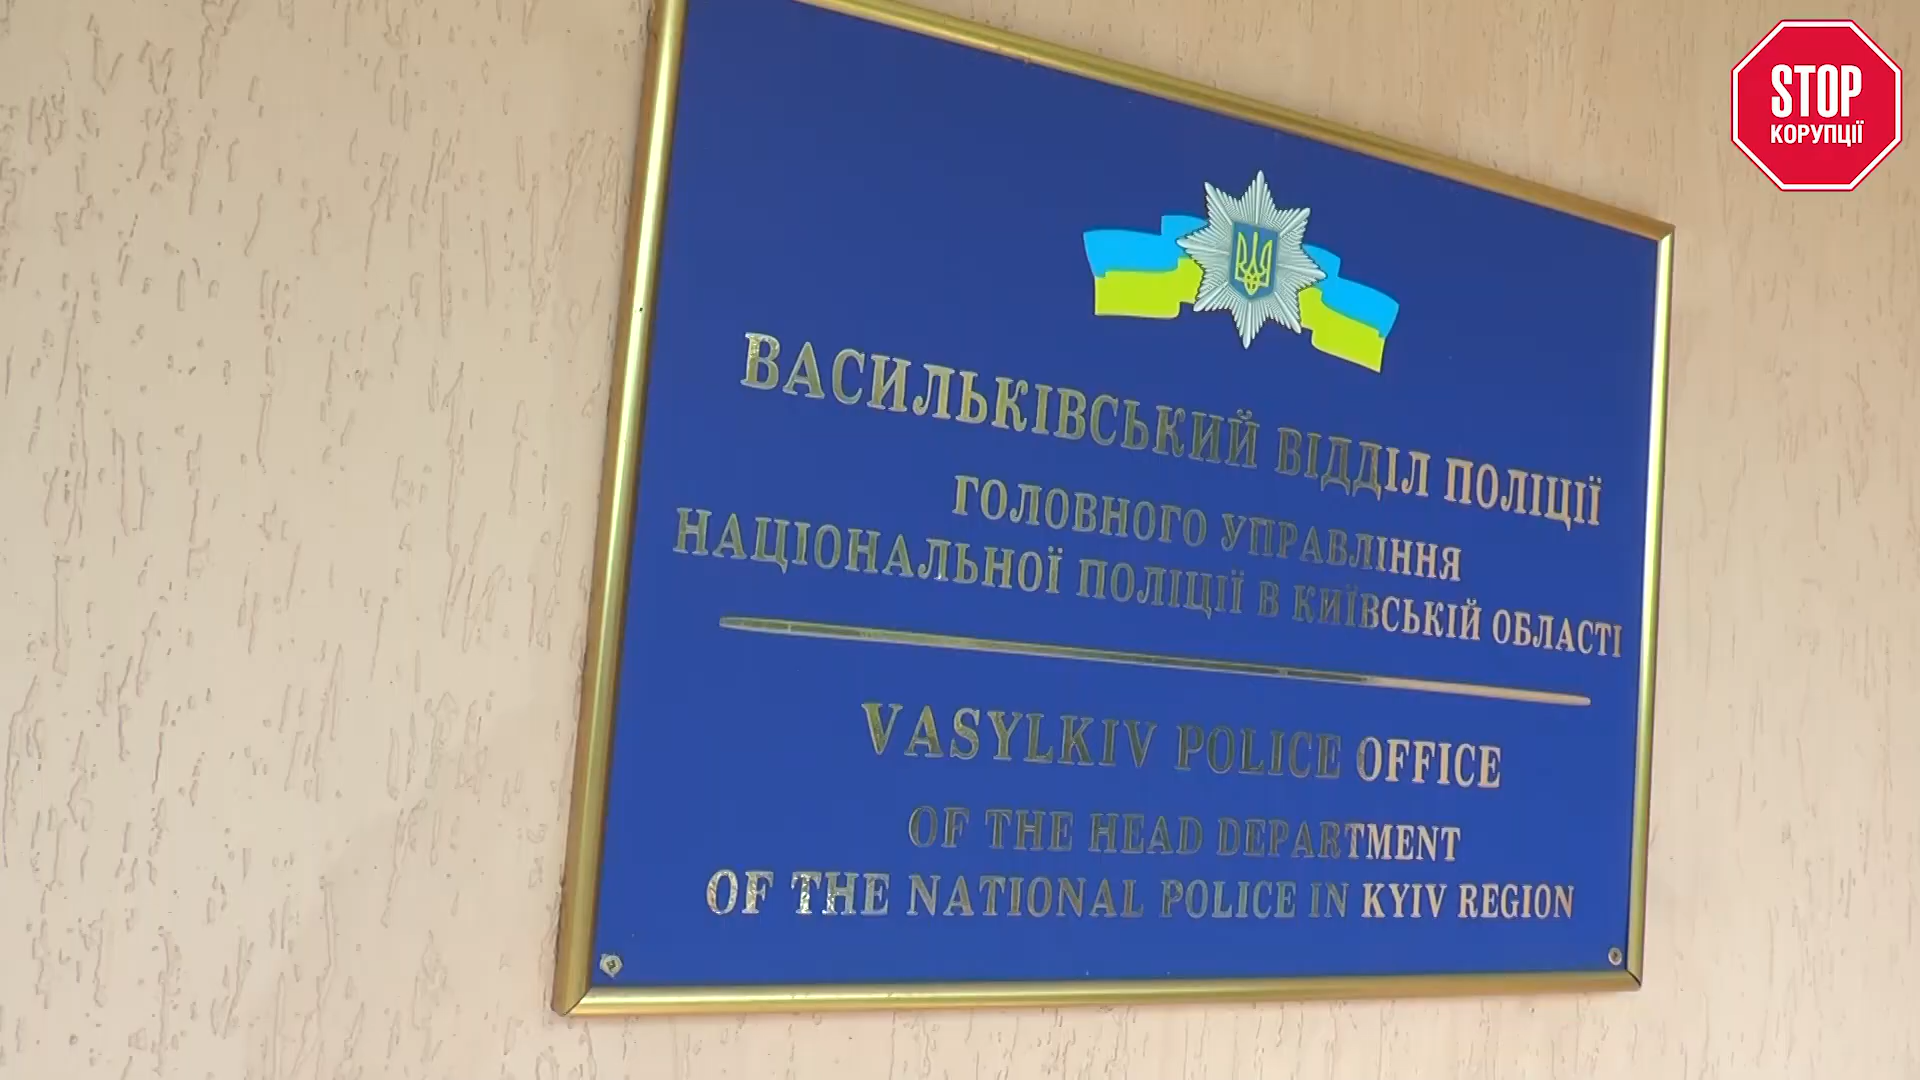 STOP
КОРУПЦІЇ
ВАСИЛЬКІВСЬКИЙ ВІДДІЛ ПОЛІЦІЇ
ГОЛОВНОГО УПРАВЛІННЯ
НАЦІОНАЛЬНОЇ ПОЛІЦІЇ В КИЇВСЬКІЙ ОБЛАСТІ
VASYLKIV POLICE OFFICE
OF THE HEAD DEPARTMENT
OF THE NATIONAL POLICE IN KYIV REGION